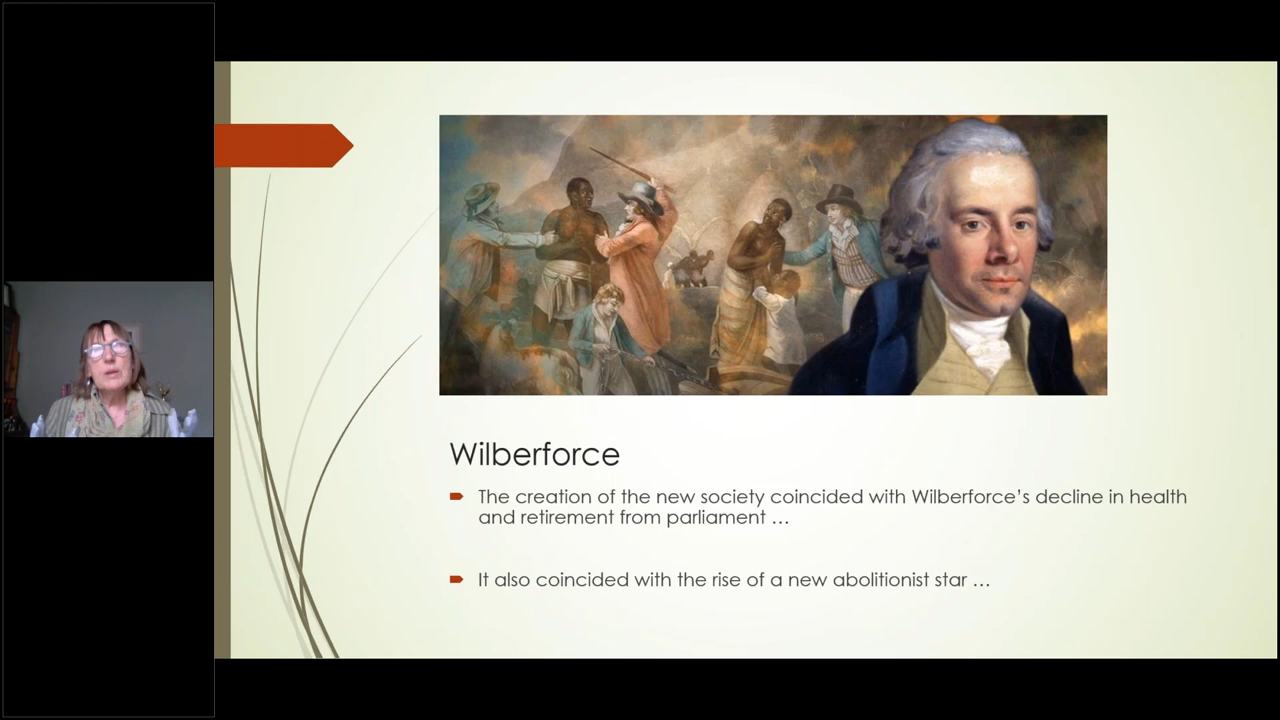 Wilberforce
The creation of the new society coincided with Wilberforce’s decline in health
and retirement from parliament …
It also coincided with the rise of a new abolitionist star …